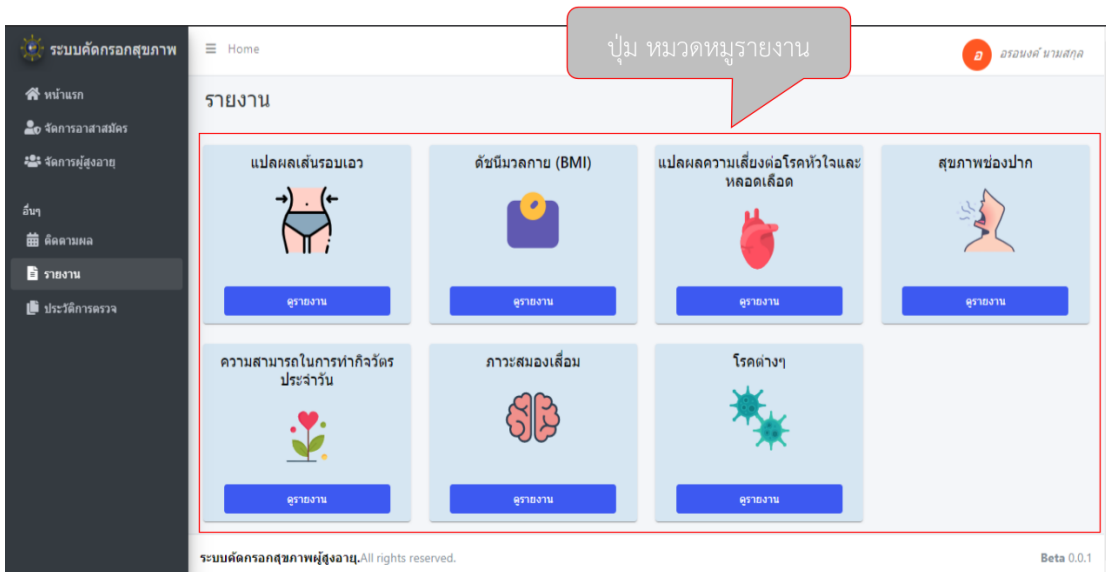 ปุ่ม หมวดหมู่รายงาน
ระบบคัดกรอกสุขภาพ
Home
อ
อรอนงค์ นามสกุล
หน้าแรก
จัดการอาสาสมัคร
จัดการผู้สูงอายุ
อื่นๆ
ติดตามผล
รายงาน
ประวัติการตรวจ
รายงาน
แปลผลเส้นรอบเอว
ดูรายงาน
ดัชนีมวลกาย (BMI)
ดูรายงาน
แปลผลความเสี่ยงต่อโรคหัวใจและ
หลอดเลือด
ดูรายงาน
สุขภาพช่องปาก
ดูรายงาน
ความสามารถในการทำกิจวัตร
ประจำวัน
ดูรายงาน
ภาวะสมองเสื่อม
ดูรายงาน
โรคต่างๆ
ดูรายงาน
ระบบคัดกรอกสุขภาพผู้สูงอายุ.All rights reserved.
Beta 0.0.1